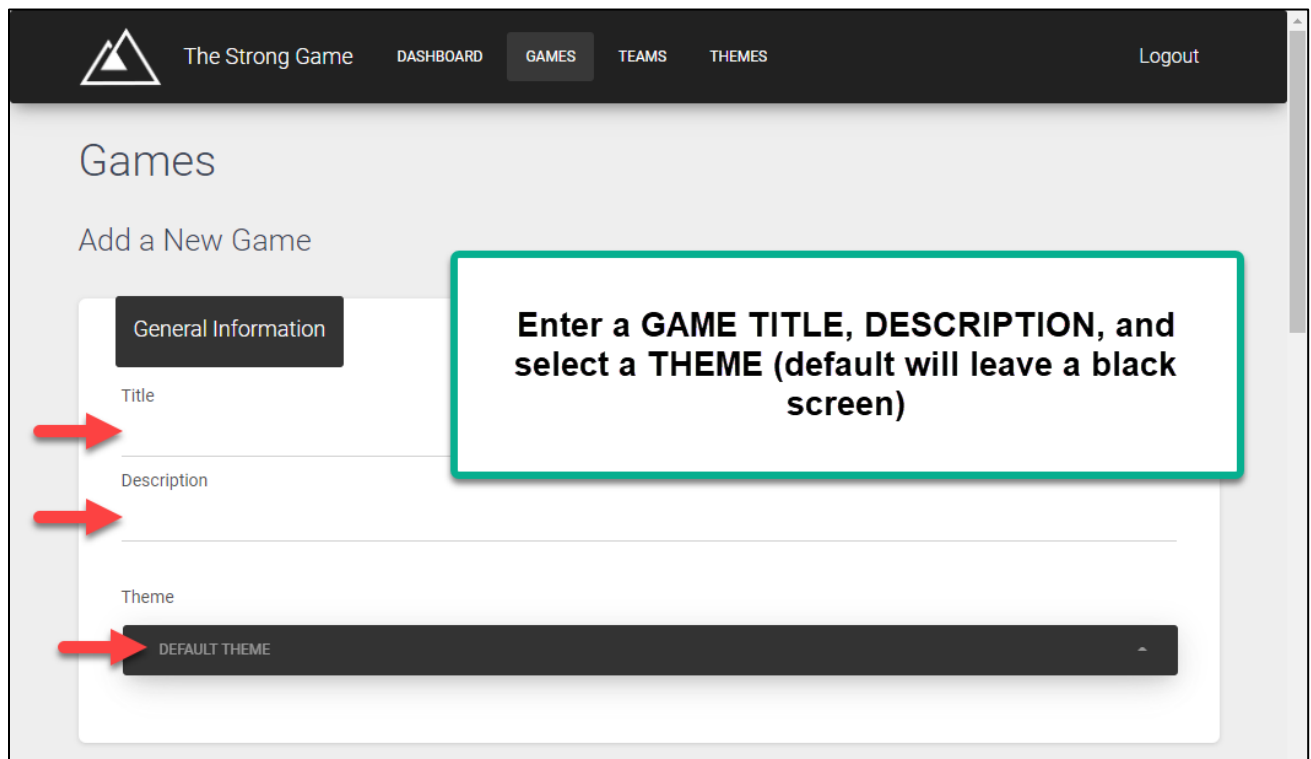 The Strong Game DASHBOARD GAMES TEAMS THEMES Logout
Games
Add a New Game
General Information
Enter a GAME TITLE, DESCRIPTION, and
select a THEME (default will leave a black
screen)
Title
Description
Theme
DEFAULT THEME